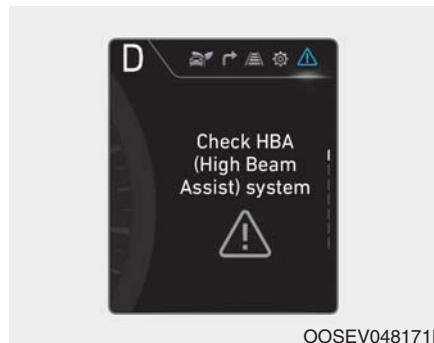 D
Check HBA
(High Beam
Assist) system
OOSEV048171L